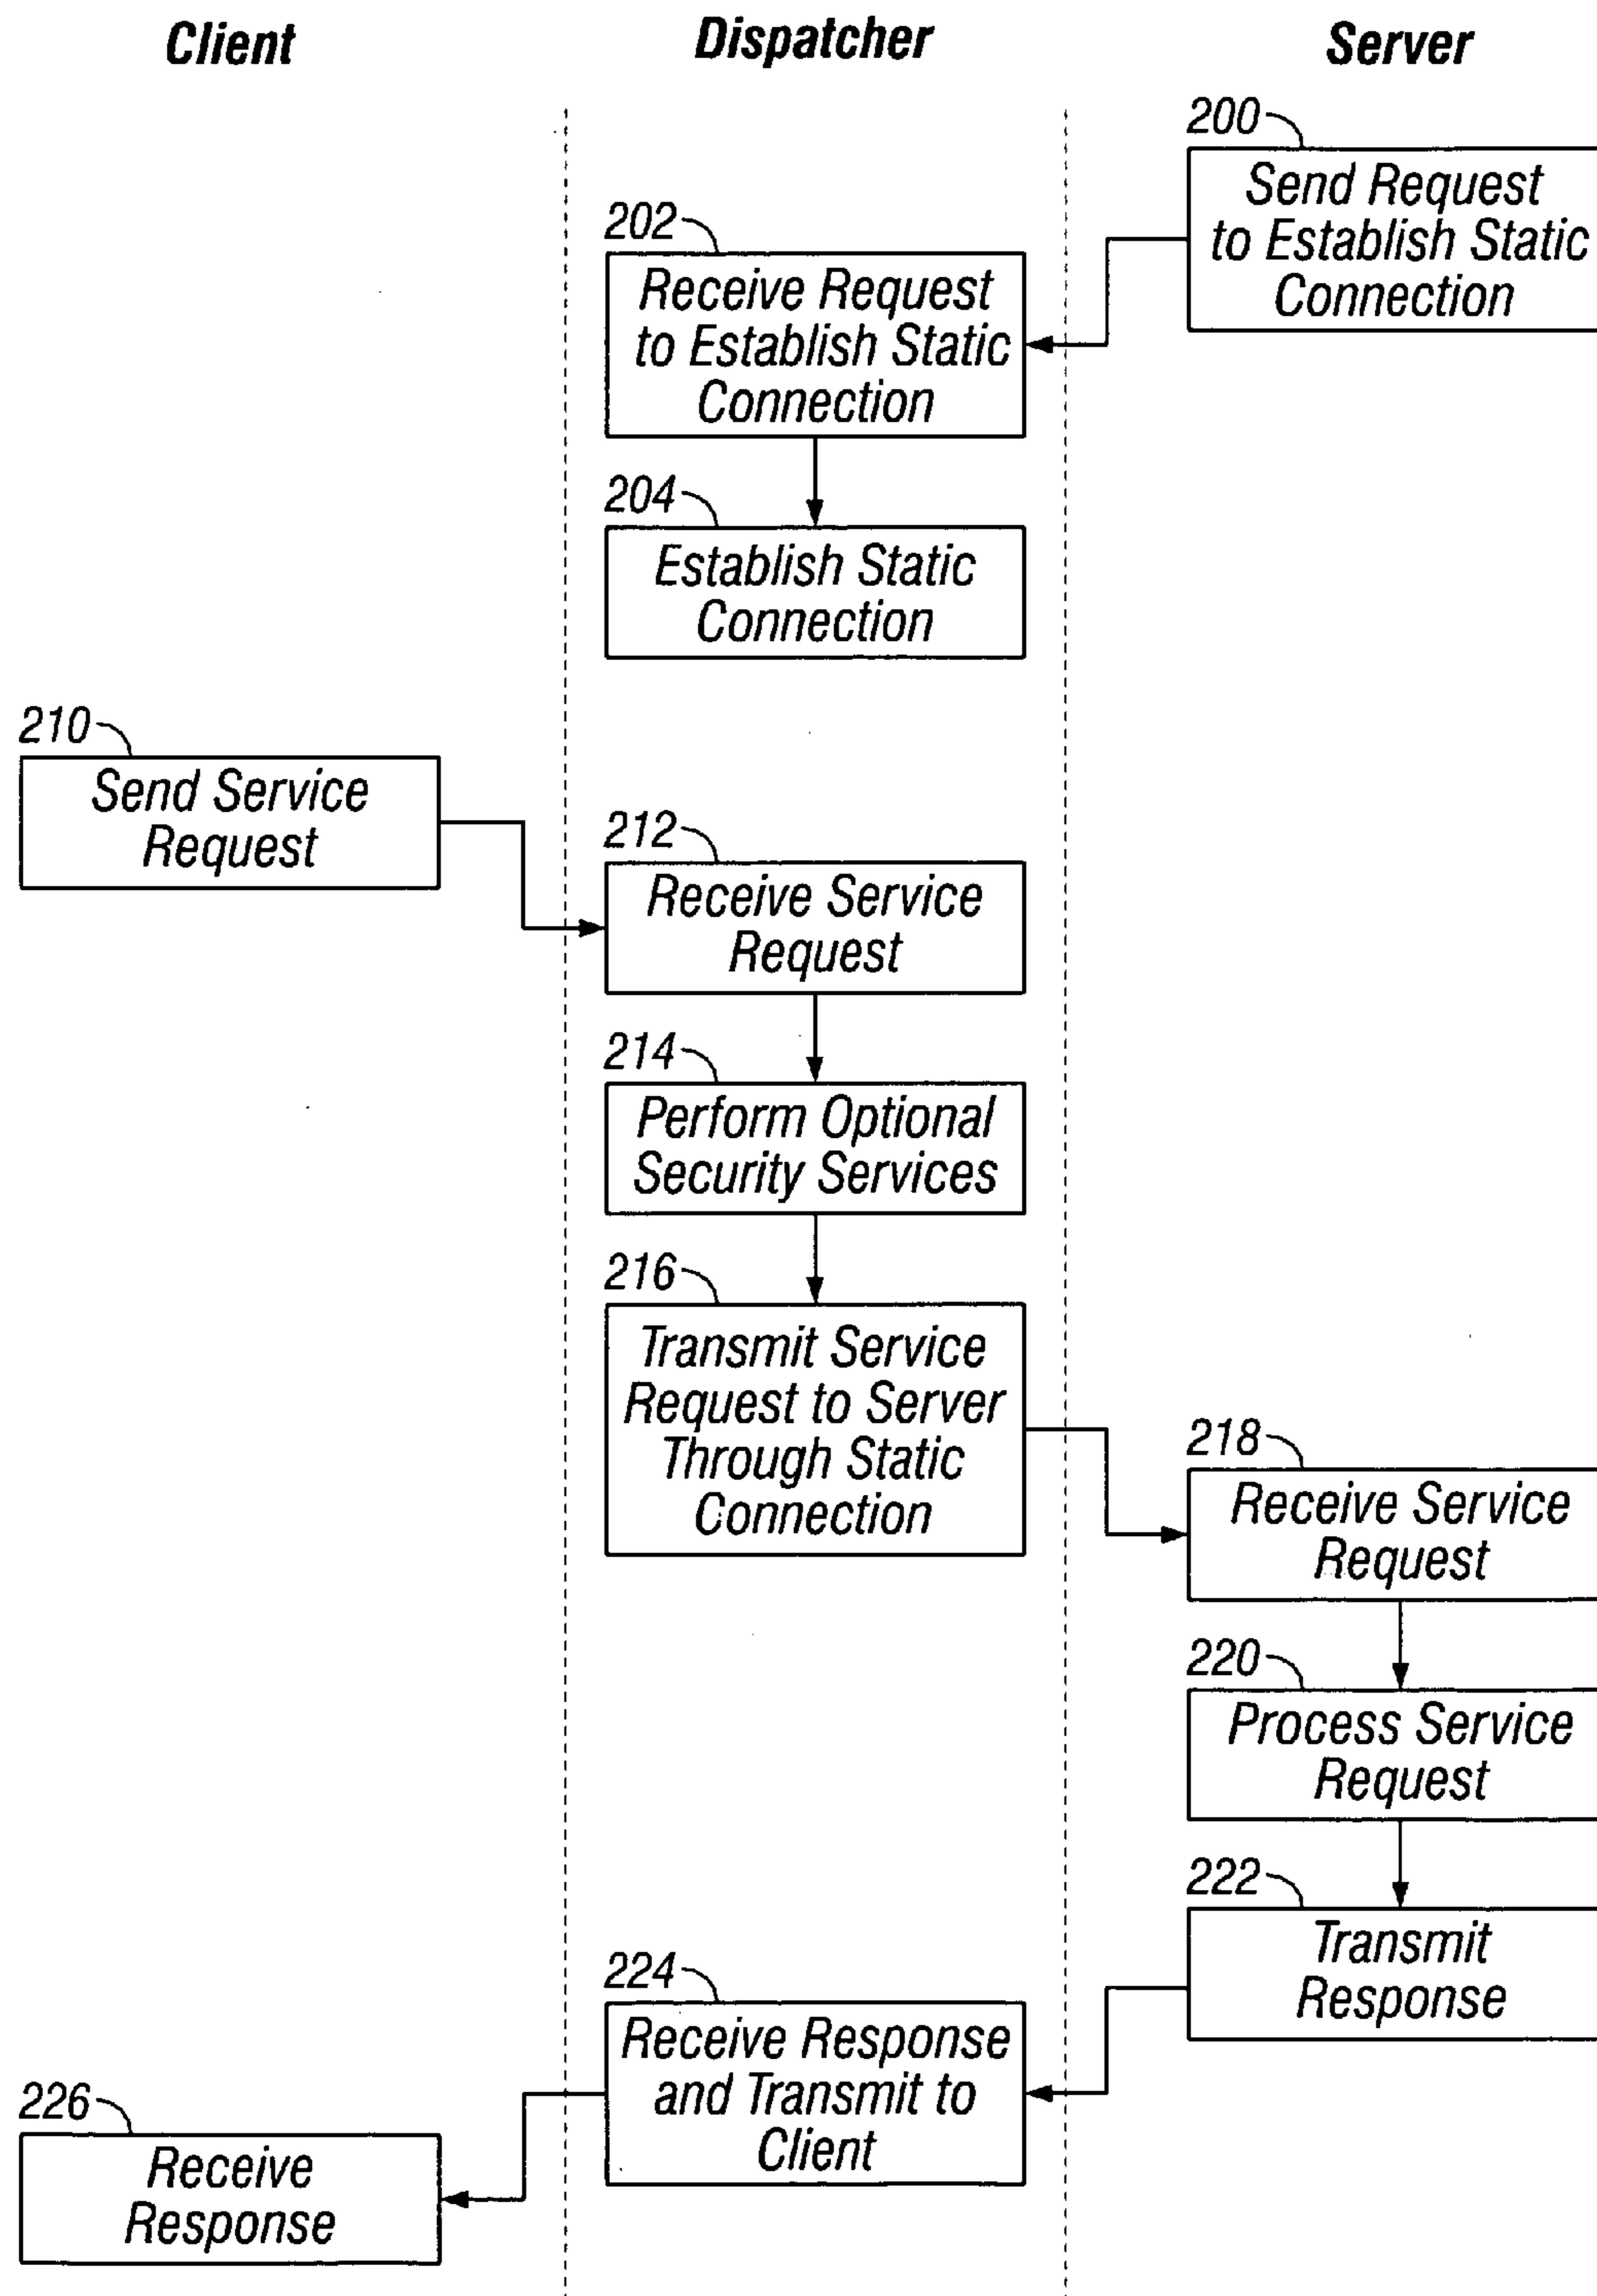 Client
Dispatcher
Server
200
Send Request
to Establish Static
Connection
202
Receive Request
to Establish Static
Connection
204
Establish Static
Connection
210
Send Service
Request
212
Receive Service
Request
214
Perform Optional
Security Services
216
Transmit Service
Request to Server
Through Static
Connection
218
Receive Service
Request
220
Process Service
Request
222
Transmit
Response
224
Receive Response
and Transmit to
Client
226
Receive
Response